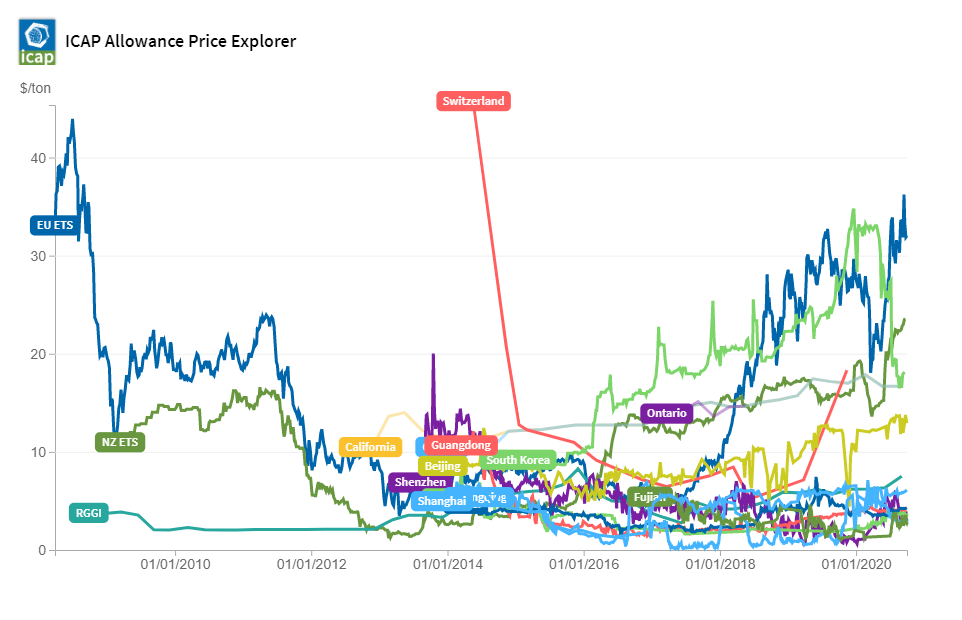 icap
ICAP Allowance Price Explorer
$/ton
Switzerland
40
EU ETS
30
20
Ontario
NZ ETS
California
Guangdong
10
Beijing
South Korea
Shenzhen
Shanghai
Fujian
RGGI
0
01/01/2010
01/01/2012
01/01/2014
01/01/2016
01/01/2018
01/01/2020